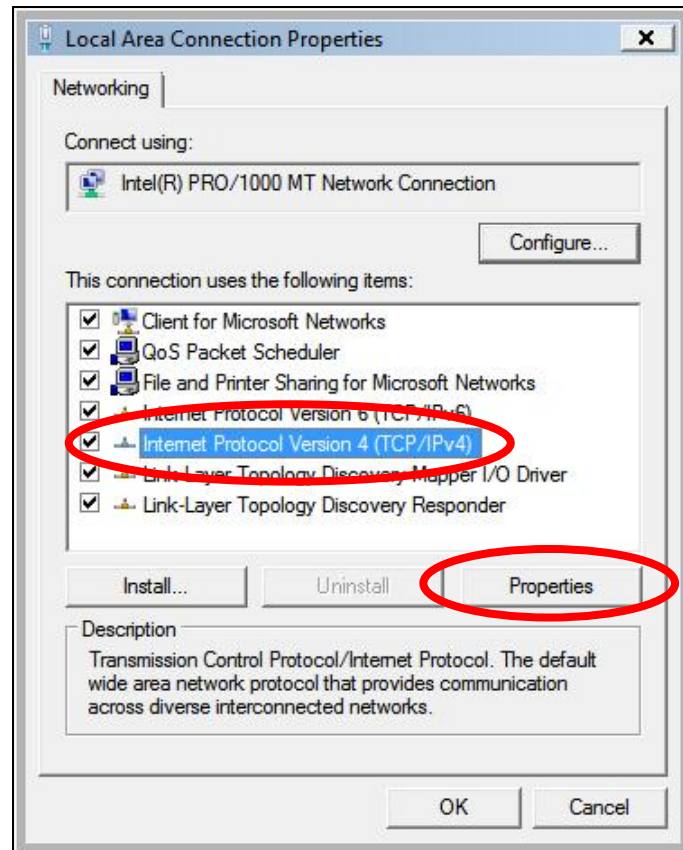 Local Area Connection Properties
Networking
Connect using:
Intel(R) PRO/1000 MT Network Connection
Configure...
This connection uses the following items:
Client for Microsoft Networks
QoS Packet Scheduler
File and Printer Sharing for Microsoft Networks
Internet Protocol Version 6 (TCP/IPv6)
Internet Protocol Version 4 (TCP/IPv4)
Link-Layer Topology Discovery Mapper I/O Driver
Link-Layer Topology Discovery Responder
Install... Uninstall Properties
Description
Transmission Control Protocol/Internet Protocol. The default
wide area network protocol that provides communication
across diverse interconnected networks.
OK Cancel